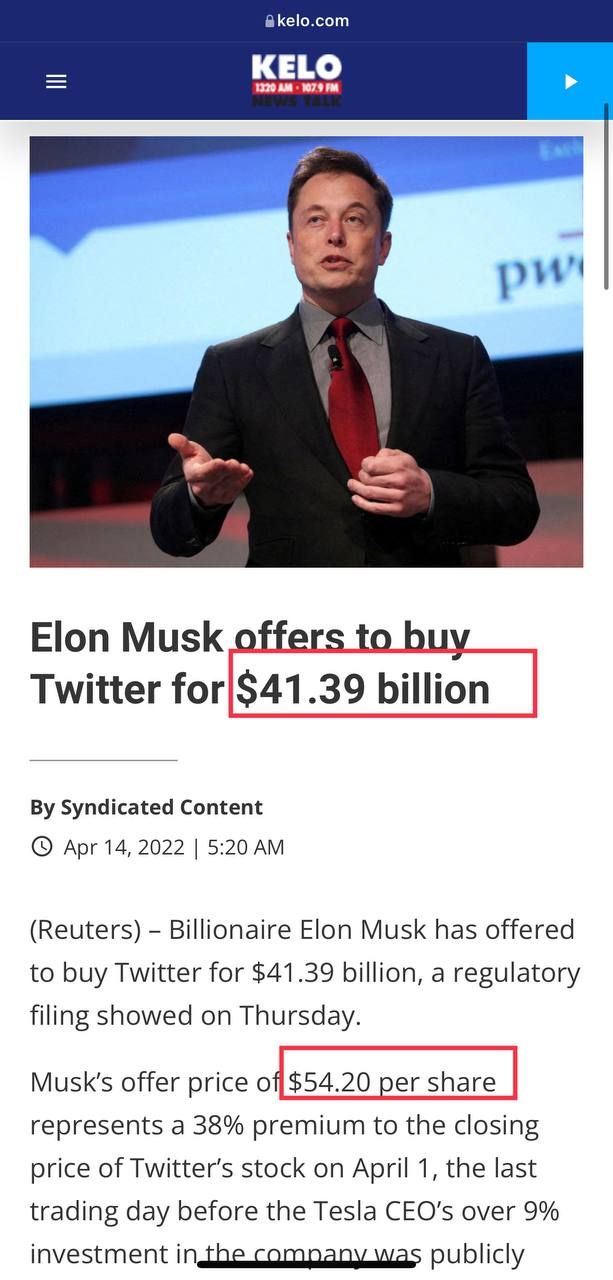 kelo.com
KELO
1320 AM · 107.9 FM
NEWS TALK
pw
Elon Musk offers to buy
Twitter for $41.39 billion
By Syndicated Content
Apr 14, 2022 | 5:20 AM
(Reuters) – Billionaire Elon Musk has offered
to buy Twitter for $41.39 billion, a regulatory
filing showed on Thursday.
Musk’s offer price of $54.20 per share
represents a 38% premium to the closing
price of Twitter’s stock on April 1, the last
trading day before the Tesla CEO’s over 9%
investment in the company was publicly